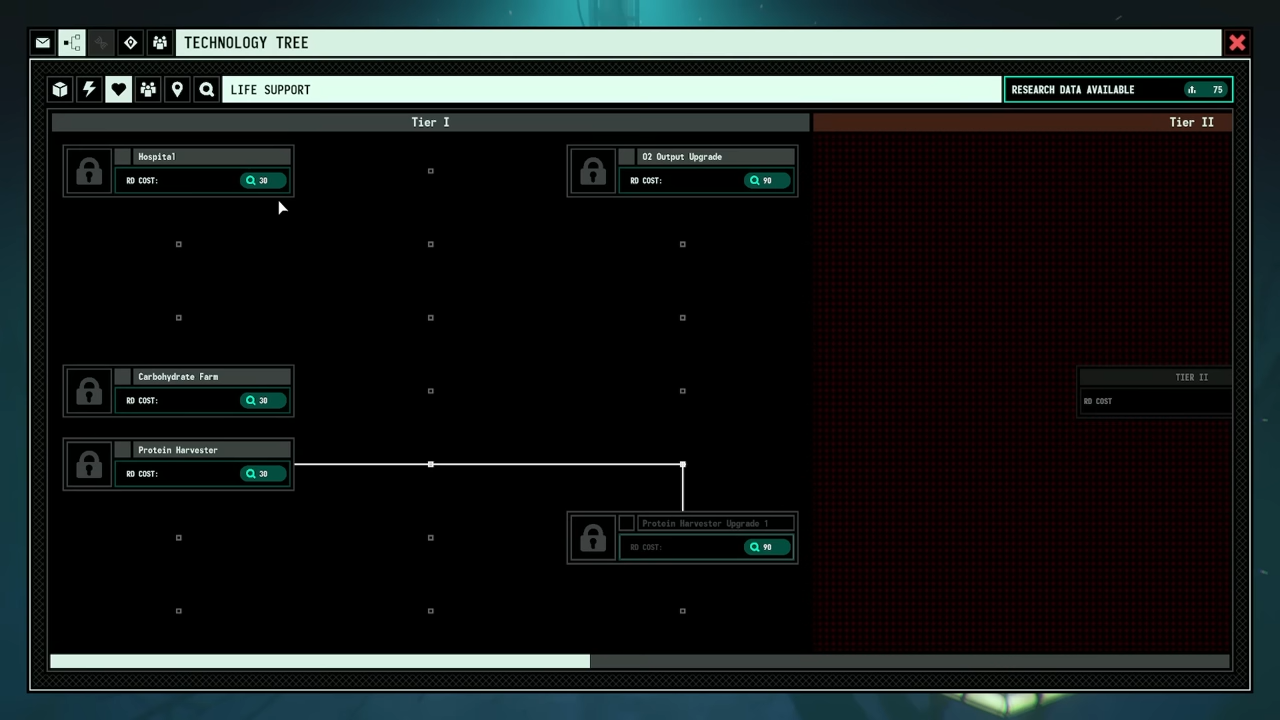 TECHNOLOGY TREE
LIFE SUPPORT
RESEARCH DATA AVAILABLE 75
Tier I
Tier II
Hospital
RD COST: 30
O2 Output Upgrade
RD COST: 90
Carbohydrate Farm
RD COST: 30
TIER II
RD COST
Protein Harvester
RD COST: 30
Protein Harvester Upgrade 1
RD COST: 90